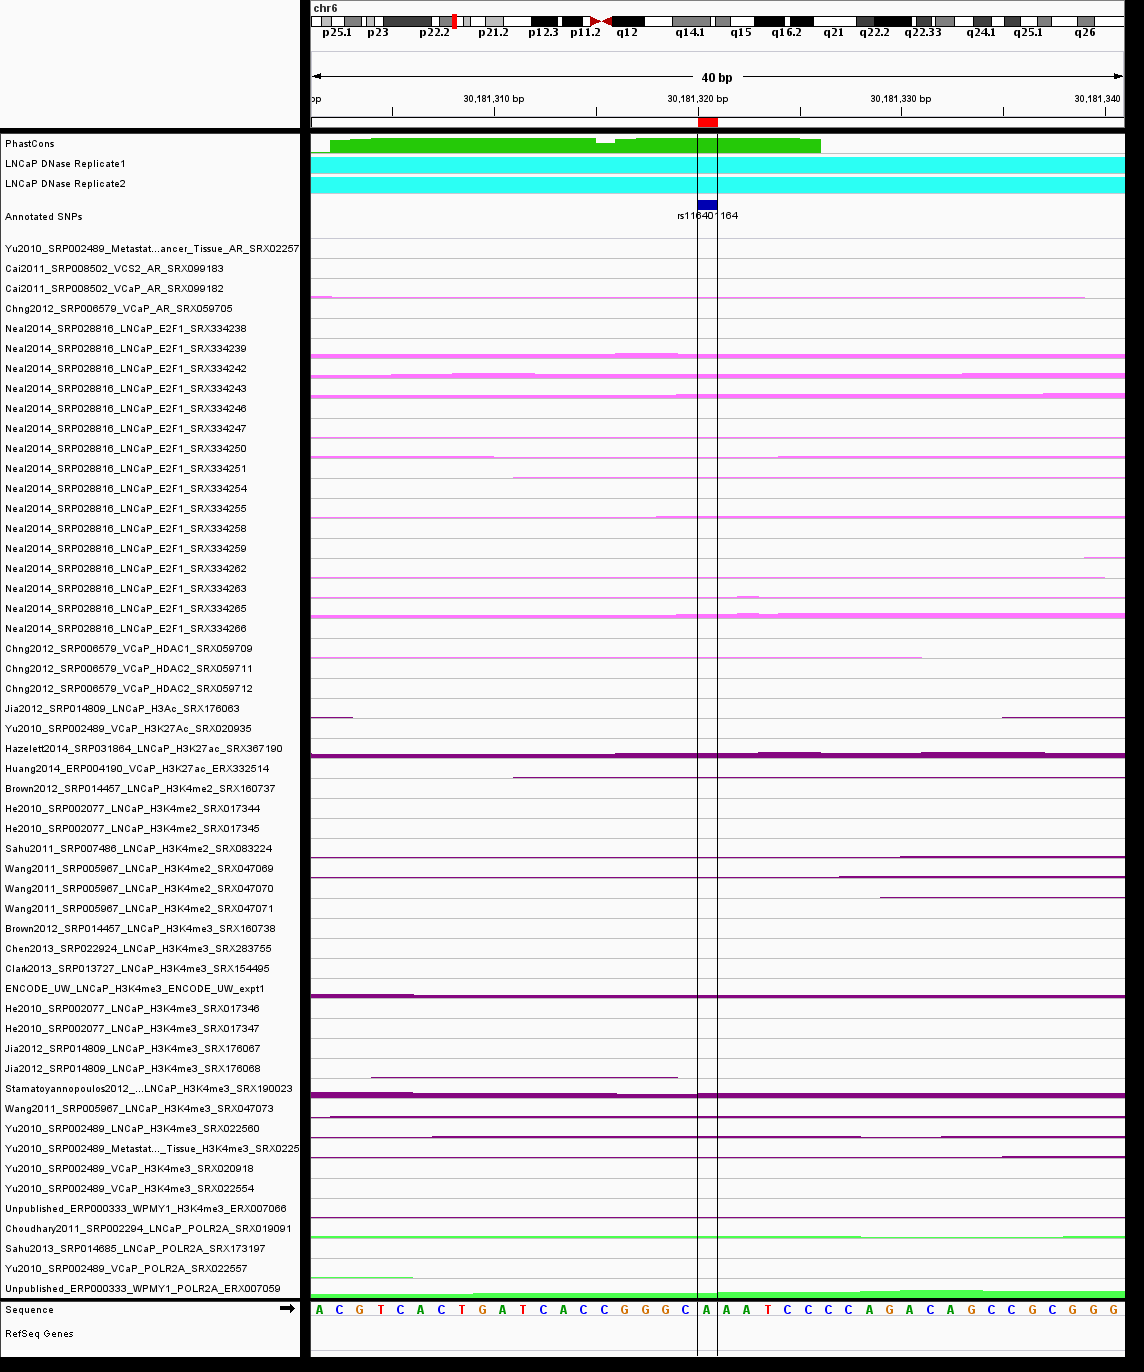 chr6
p25.1 p23 p22.2 p21.2 p12.3 p11.2 q12 q14.1 q15 q16.2 q21 q22.2 q22.33 q24.1 q25.1 q26
40 bp
bp 30,181,310 bp 30,181,320 bp 30,181,330 bp 30,181,340
PhastCons
LNCaP DNase Replicate1
LNCaP DNase Replicate2
Annotated SNPs
rs116401164
Yu2010_SRP002489_Metastat...ancer_Tissue_AR_SRX02257
Cai2011_SRP008502_VCS2_AR_SRX099183
Cai2011_SRP008502_VCaP_AR_SRX099182
Chng2012_SRP006579_VCaP_AR_SRX059705
Neal2014_SRP028816_LNCaP_E2F1_SRX334238
Neal2014_SRP028816_LNCaP_E2F1_SRX334239
Neal2014_SRP028816_LNCaP_E2F1_SRX334242
Neal2014_SRP028816_LNCaP_E2F1_SRX334243
Neal2014_SRP028816_LNCaP_E2F1_SRX334246
Neal2014_SRP028816_LNCaP_E2F1_SRX334247
Neal2014_SRP028816_LNCaP_E2F1_SRX334250
Neal2014_SRP028816_LNCaP_E2F1_SRX334251
Neal2014_SRP028816_LNCaP_E2F1_SRX334254
Neal2014_SRP028816_LNCaP_E2F1_SRX334255
Neal2014_SRP028816_LNCaP_E2F1_SRX334258
Neal2014_SRP028816_LNCaP_E2F1_SRX334259
Neal2014_SRP028816_LNCaP_E2F1_SRX334262
Neal2014_SRP028816_LNCaP_E2F1_SRX334263
Neal2014_SRP028816_LNCaP_E2F1_SRX334265
Neal2014_SRP028816_LNCaP_E2F1_SRX334266
Chng2012_SRP006579_VCaP_HDAC1_SRX059709
Chng2012_SRP006579_VCaP_HDAC2_SRX059711
Chng2012_SRP006579_VCaP_HDAC2_SRX059712
Jia2012_SRP014809_LNCaP_H3Ac_SRX176063
Yu2010_SRP002489_VCaP_H3K27Ac_SRX020935
Hazelett2014_SRP031864_LNCaP_H3K27ac_SRX367190
Huang2014_ERP004190_VCaP_H3K27ac_ERX332514
Brown2012_SRP014457_LNCaP_H3K4me2_SRX160737
He2010_SRP002077_LNCaP_H3K4me2_SRX017344
He2010_SRP002077_LNCaP_H3K4me2_SRX017345
Sahu2011_SRP007486_LNCaP_H3K4me2_SRX083224
Wang2011_SRP005967_LNCaP_H3K4me2_SRX047069
Wang2011_SRP005967_LNCaP_H3K4me2_SRX047070
Wang2011_SRP005967_LNCaP_H3K4me2_SRX047071
Brown2012_SRP014457_LNCaP_H3K4me3_SRX160738
Chen2013_SRP022924_LNCaP_H3K4me3_SRX283755
Clark2013_SRP013727_LNCaP_H3K4me3_SRX154495
ENCODE_UW_LNCaP_H3K4me3_ENCODE_UW_expt1
He2010_SRP002077_LNCaP_H3K4me3_SRX017346
He2010_SRP002077_LNCaP_H3K4me3_SRX017347
Jia2012_SRP014809_LNCaP_H3K4me3_SRX176067
Jia2012_SRP014809_LNCaP_H3K4me3_SRX176068
Stamatoyannopoulos2012_...LNCaP_H3K4me3_SRX190023
Wang2011_SRP005967_LNCaP_H3K4me3_SRX047073
Yu2010_SRP002489_LNCaP_H3K4me3_SRX022560
Yu2010_SRP002489_Metastat..._Tissue_H3K4me3_SRX0225
Yu2010_SRP002489_VCaP_H3K4me3_SRX020918
Yu2010_SRP002489_VCaP_H3K4me3_SRX022554
Unpublished_ERP000333_WPMY1_H3K4me3_ERX007066
Choudhary2011_SRP002294_LNCaP_POLR2A_SRX019091
Sahu2013_SRP014685_LNCaP_POLR2A_SRX173197
Yu2010_SRP002489_VCaP_POLR2A_SRX022557
Unpublished_ERP000333_WPMY1_POLR2A_ERX007059
Sequence A C G T C A C T G A T C A C C G G G C A A A T C C C C A G A C A G C C G C G G G
RefSeq Genes